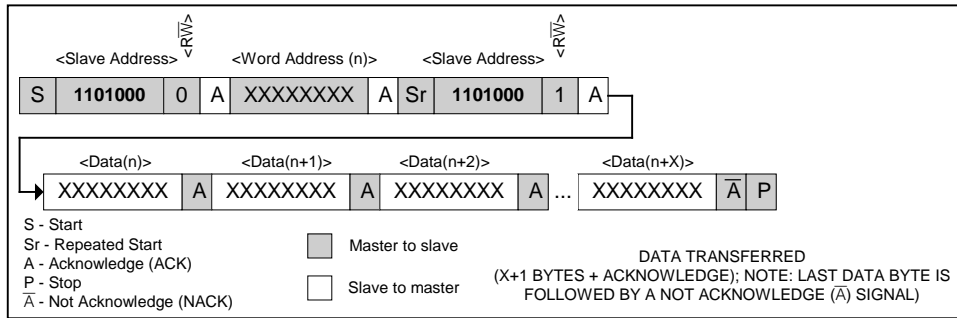 <RW̅>
<RW̅>
<Slave Address>
<Word Address (n)>
<Slave Address>
S 1101000 0 A XXXXXXXX A Sr 1101000 1 A
<Data(n)> <Data(n+1)> <Data(n+2)> <Data(n+X)>
XXXXXXXX A XXXXXXXX A XXXXXXXX A ... XXXXXXXX A̅ P
S - Start
Sr - Repeated Start
A - Acknowledge (ACK)
P - Stop
A̅ - Not Acknowledge (NACK)
Master to slave
Slave to master
DATA TRANSFERRED
(X+1 BYTES + ACKNOWLEDGE); NOTE: LAST DATA BYTE IS
FOLLOWED BY A NOT ACKNOWLEDGE (A̅) SIGNAL)